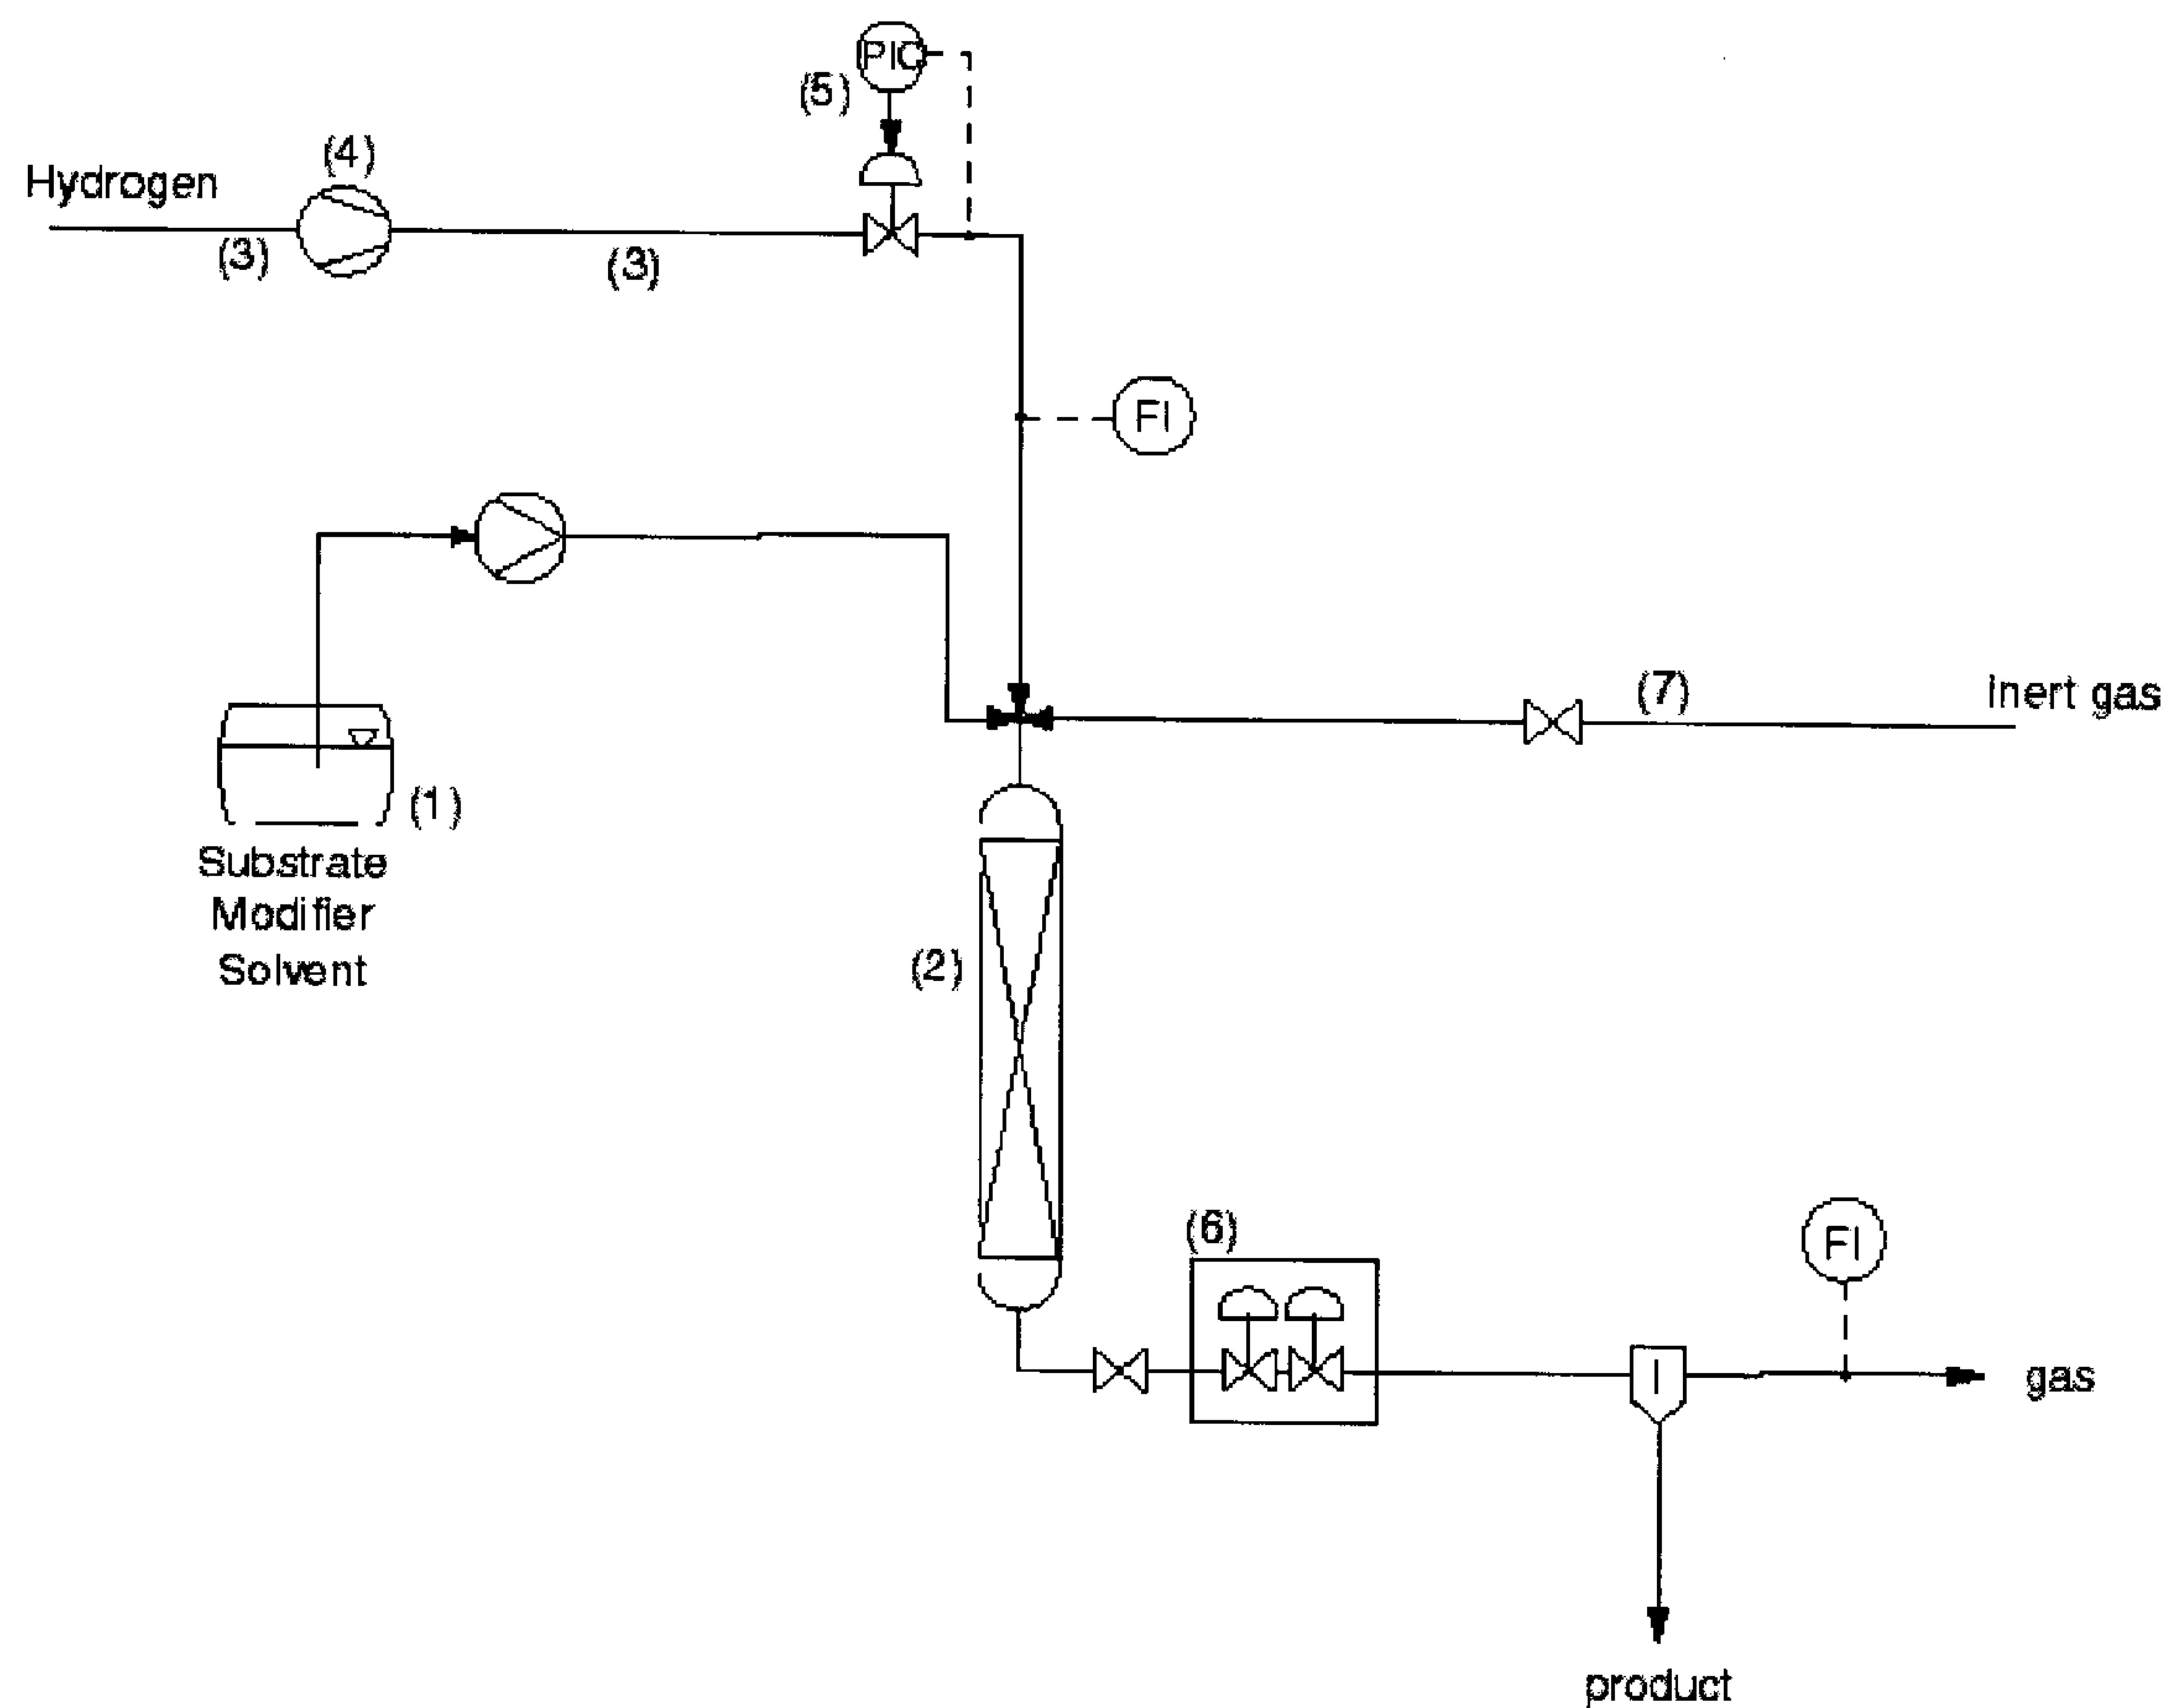 PIC
(5)
(4)
Hydrogen
(3)
(3)
FI
(7)
Inert gas
(1)
Substrate
Modifier
Solvent
(2)
(6)
FI
I
gas
product